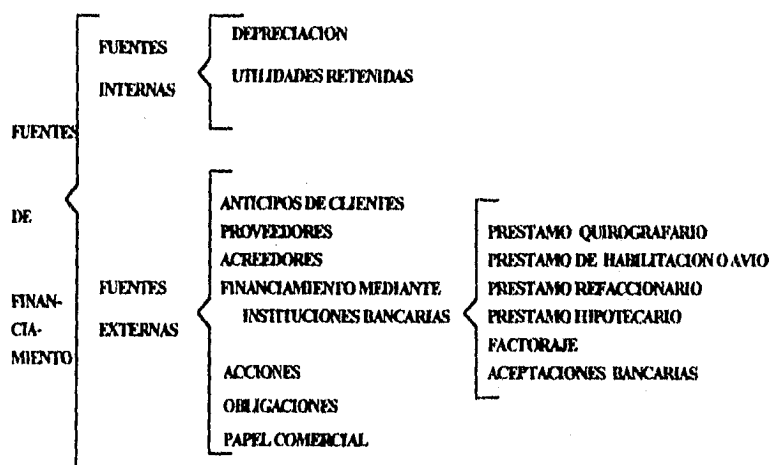 FUENTES
DE
FINAN-
CIA-
MIENTO
FUENTES
INTERNAS
DEPRECIACION
UTILIDADES RETENIDAS
FUENTES
EXTERNAS
ANTICIPOS DE CLIENTES
PROVEEDORES
ACREEDORES
FINANCIAMIENTO MEDIANTE
INSTITUCIONES BANCARIAS
ACCIONES
OBLIGACIONES
PAPEL COMERCIAL
PRESTAMO QUIROGRAFARIO
PRESTAMO DE HABILITACION O AVIO
PRESTAMO REFACCIONARIO
PRESTAMO HIPOTECARIO
FACTORAJE
ACEPTACIONES BANCARIAS